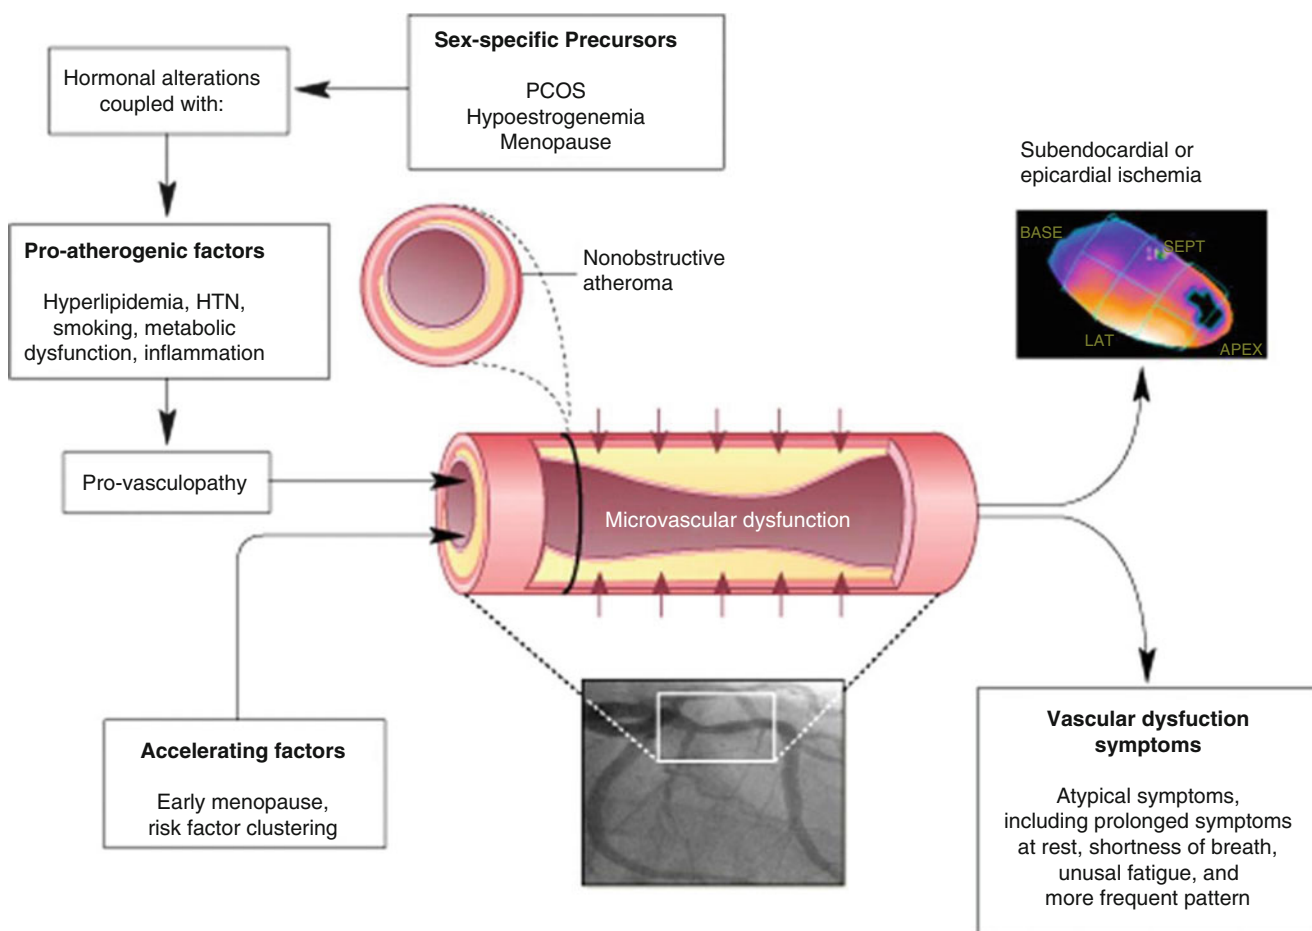 Sex-specific Precursors
PCOS
Hypoestrogenemia
Menopause
Hormonal alterations
coupled with:
Pro-atherogenic factors
Hyperlipidemia, HTN,
smoking, metabolic
dysfunction, inflammation
Pro-vasculopathy
Accelerating factors
Early menopause,
risk factor clustering
Nonobstructive
atheroma
Microvascular dysfunction
Subendocardial or
epicardial ischemia
BASE
SEPT
LAT
APEX
Vascular dysfuction
symptoms
Atypical symptoms,
including prolonged symptoms
at rest, shortness of breath,
unusal fatigue, and
more frequent pattern